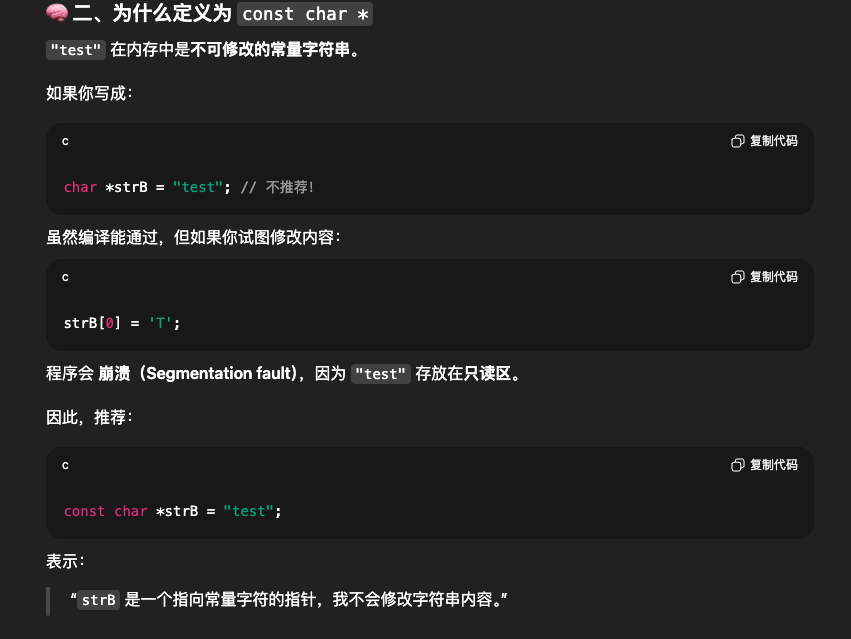 🧠 二、为什么定义为 const char *
"test" 在内存中是不可修改的常量字符串。
如果你写成：
c
复制代码
char *strB = "test"; // 不推荐！
虽然编译能通过，但如果你试图修改内容：
c
复制代码
strB[0] = 'T';
程序会 崩溃（Segmentation fault），因为 "test" 存放在只读区。
因此，推荐：
c
复制代码
const char *strB = "test";
表示：
“strB 是一个指向常量字符的指针，我不会修改字符串内容。”